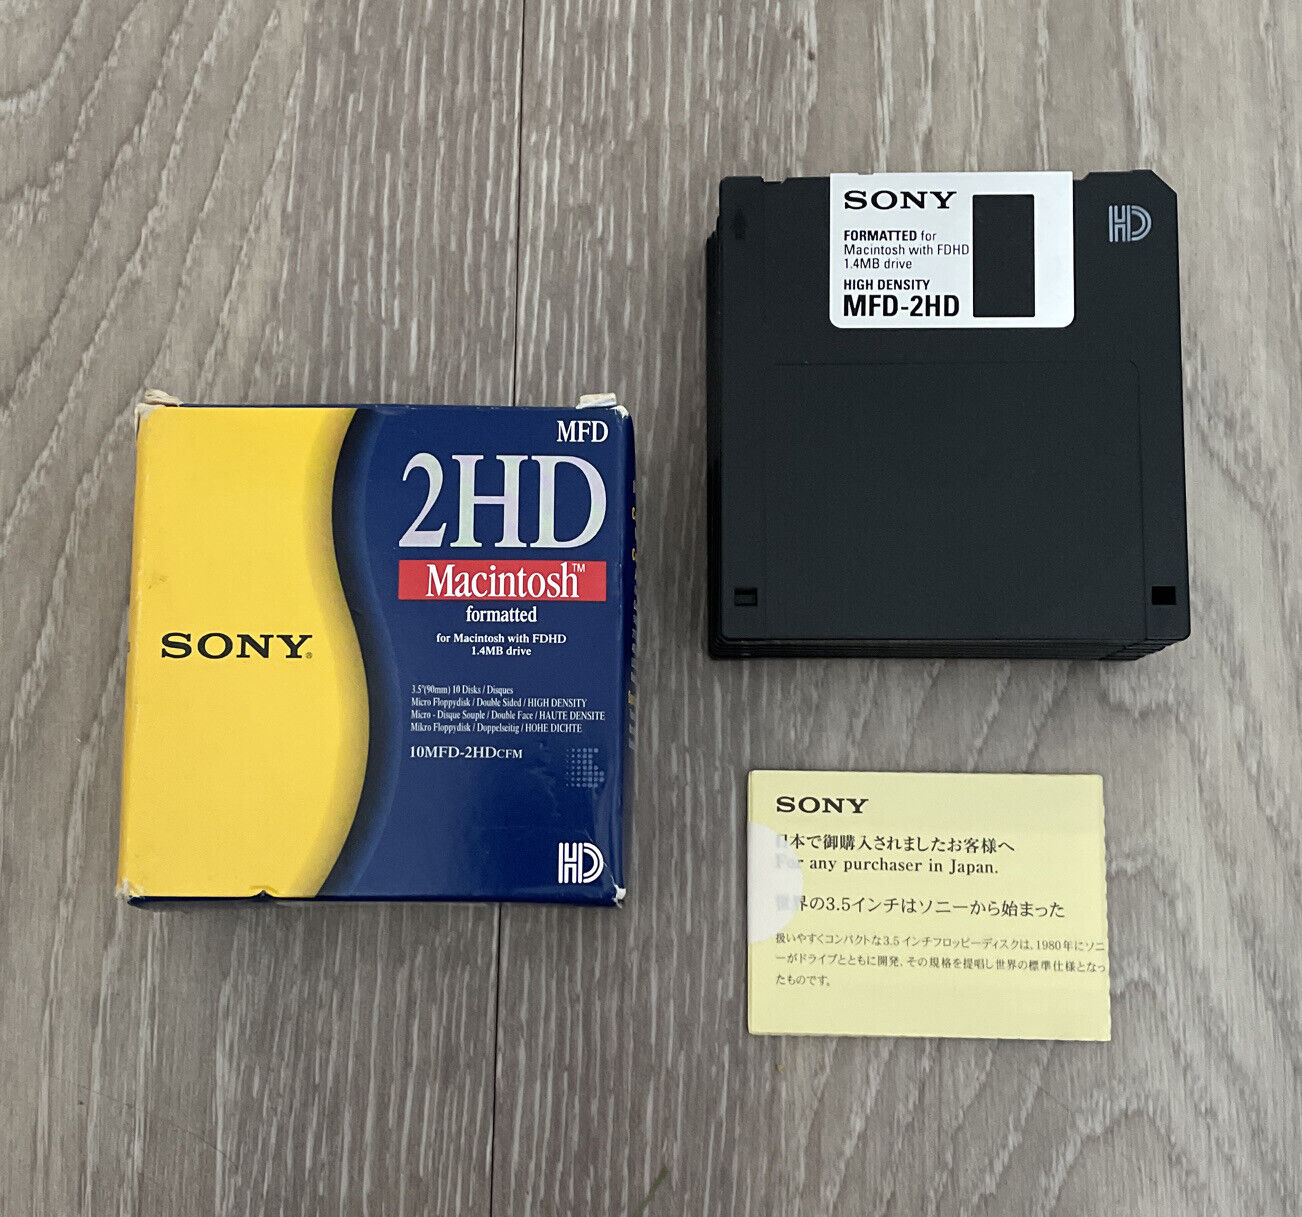 SONY®
MFD
2HD
Macintosh™
formatted
for Macintosh with FDHD
1.4MB drive
3.5"(90mm) 10 Disks / Disques
Micro Floppydisk / Double Sided / HIGH DENSITY
Micro - Disque Souple / Double Face / HAUTE DENSITE
Mikro Floppydisk / Doppelseitig / HOHE DICHTE
10MFD-2HDCFM
HD
SONY
FORMATTED for
Macintosh with FDHD
1.4MB drive
HIGH DENSITY
MFD-2HD
HD
SONY
日本で御購入されましたお客様へ
For any purchaser in Japan.
世界の3.5インチはソニーから始まった
扱いやすくコンパクトな3.5インチフロッピーディスクは、1980年にソニ
ーがドライブとともに開発、その規格を提唱し世界の標準仕様となっ
たものです。